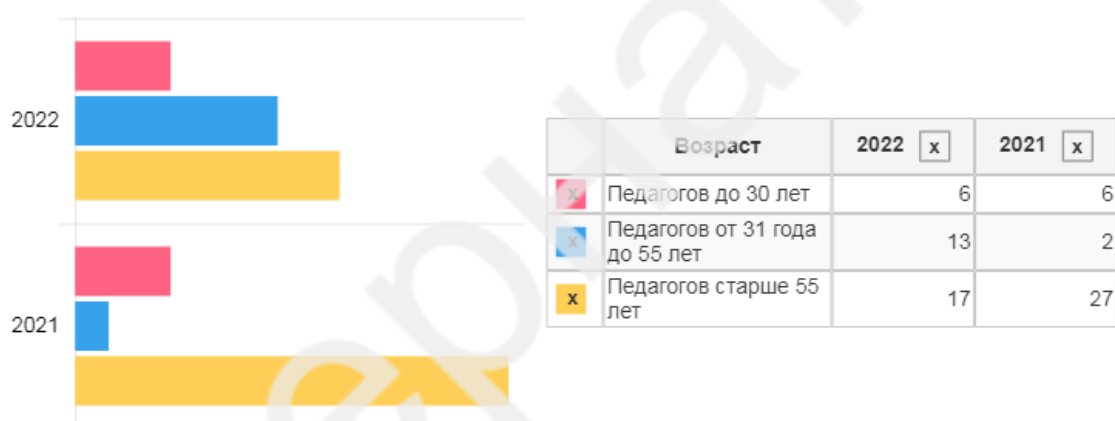 2022
2021
Возраст 2022 x 2021 x
x Педагогов до 30 лет 6 6
x Педагогов от 31 года
до 55 лет 13 2
x Педагогов старше 55
лет 17 27